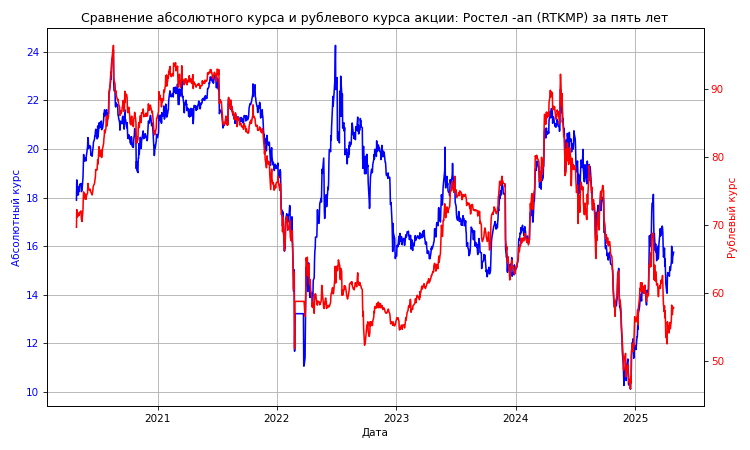 Сравнение абсолютного курса и рублевого курса акции: Ростел -ап (RTKMP) за пять лет
Абсолютный курс
24
22
20
18
16
14
12
10
90
80
70
60
50
Рублевый курс
2021 2022 2023 2024 2025
Дата